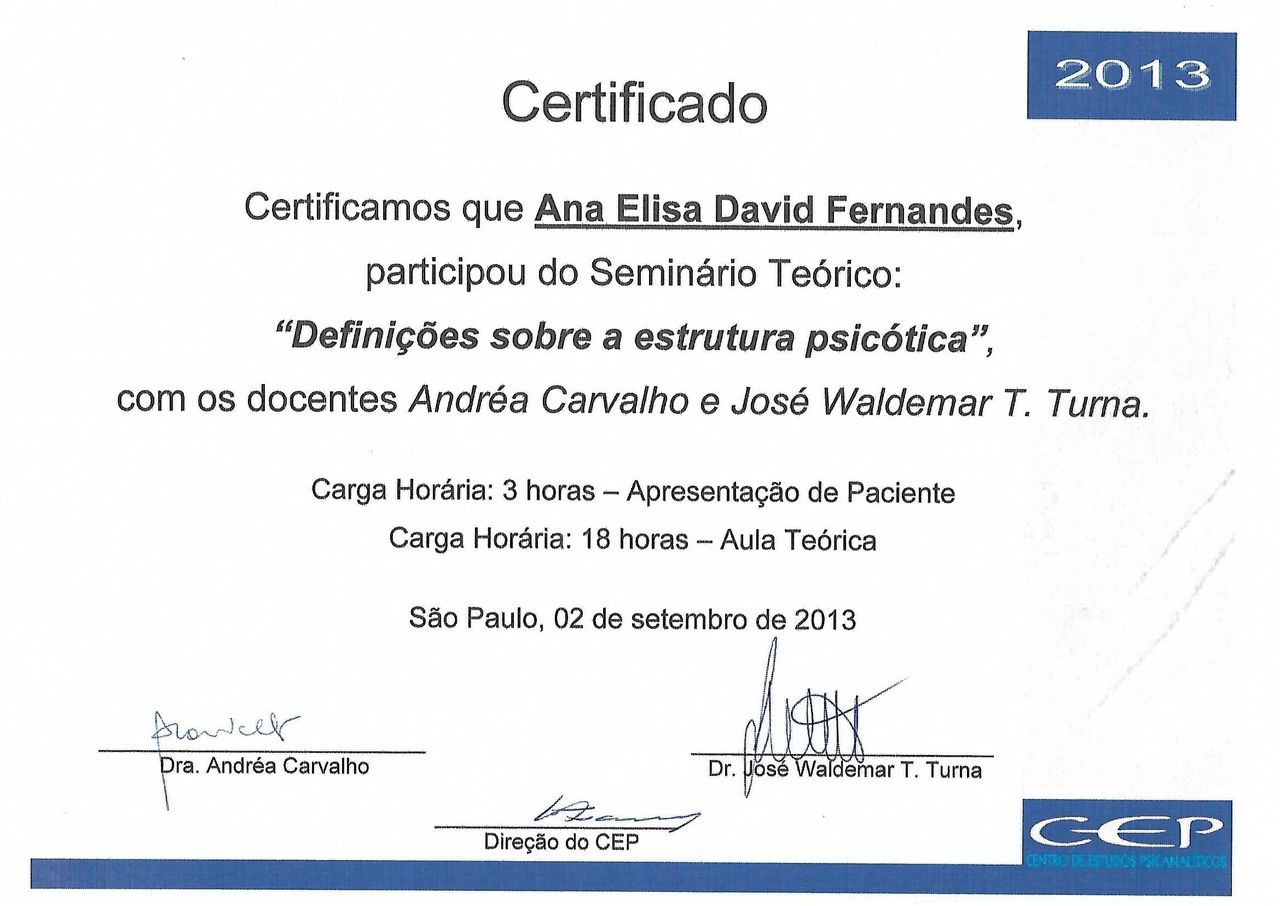 2013
Certificado
Certificamos que Ana Elisa David Fernandes,
participou do Seminário Teórico:
“Definições sobre a estrutura psicótica”,
com os docentes Andréa Carvalho e José Waldemar T. Turna.
Carga Horária: 3 horas – Apresentação de Paciente
Carga Horária: 18 horas – Aula Teórica
São Paulo, 02 de setembro de 2013
Dra. Andréa Carvalho
Dr. José Waldemar T. Turna
Direção do CEP
CEP
CENTRO DE ESTUDOS PSICANALÍTICOS